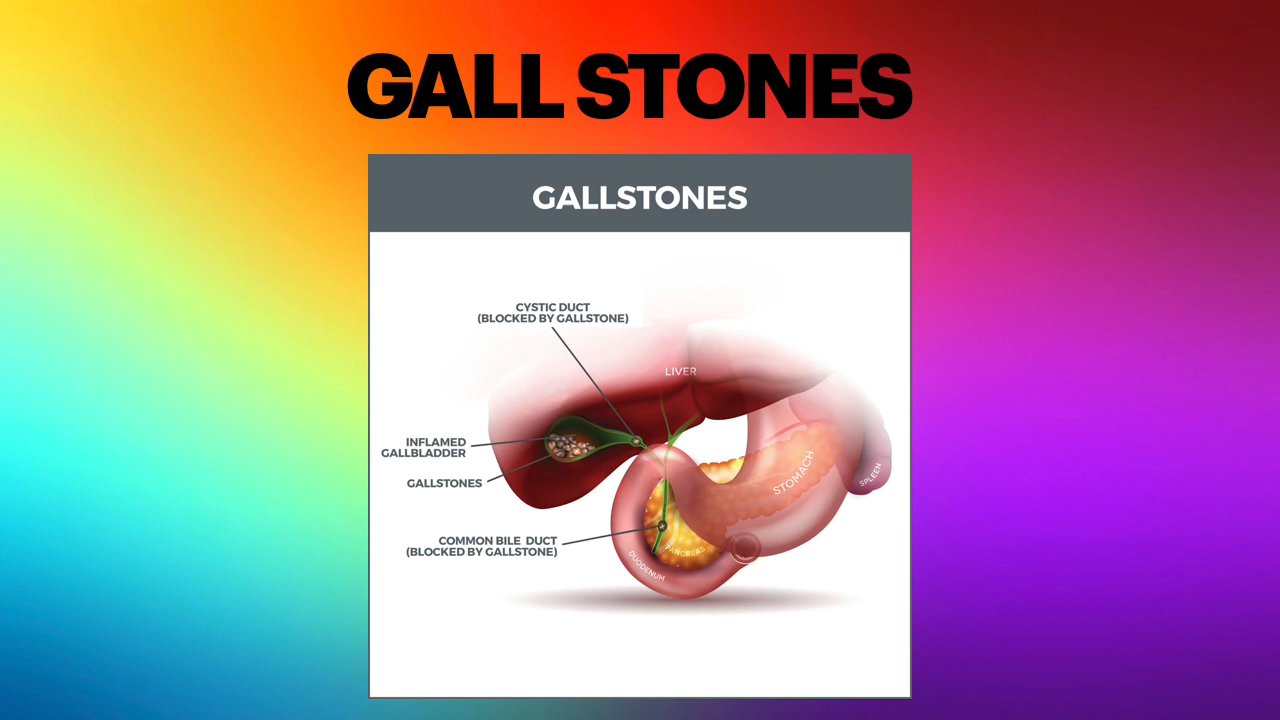 GALL STONES
GALLSTONES
CYSTIC DUCT
(BLOCKED BY GALLSTONE)
LIVER
INFLAMED
GALLBLADDER
GALLSTONES
STOMACH
SPLEEN
COMMON BILE DUCT
(BLOCKED BY GALLSTONE)
PANCREAS
DUODENUM